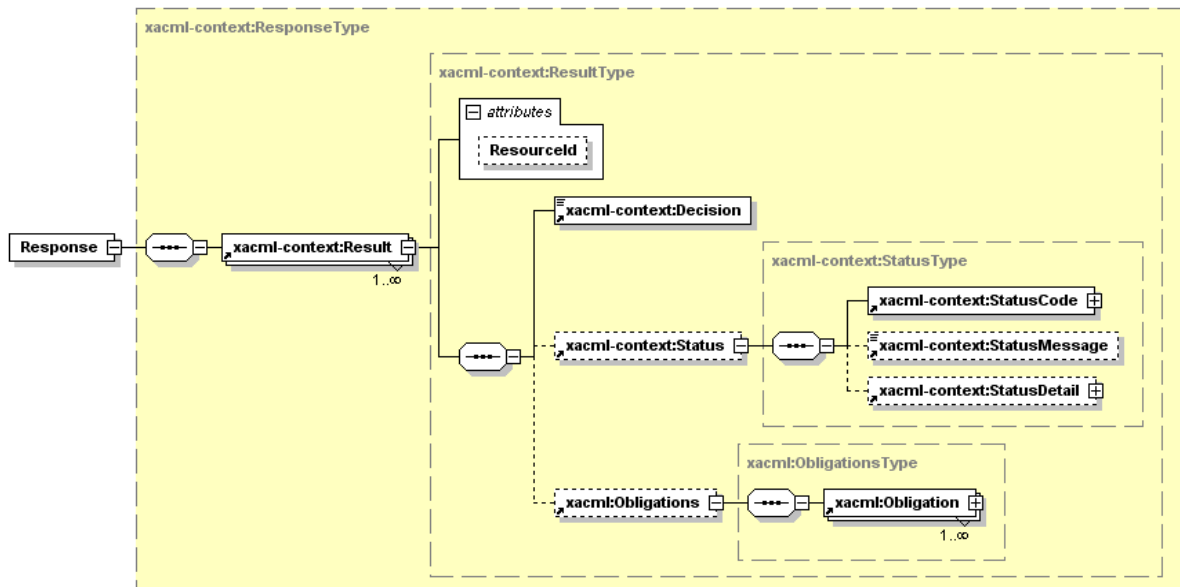 xacml-context:ResponseType
xacml-context:ResultType
attributes
ResourceId
xacml-context:Decision
Response
xacml-context:Result
1..∞
xacml-context:StatusType
xacml-context:StatusCode
xacml-context:Status
xacml-context:StatusMessage
xacml-context:StatusDetail
xacml:ObligationsType
xacml:Obligations
xacml:Obligation
1..∞